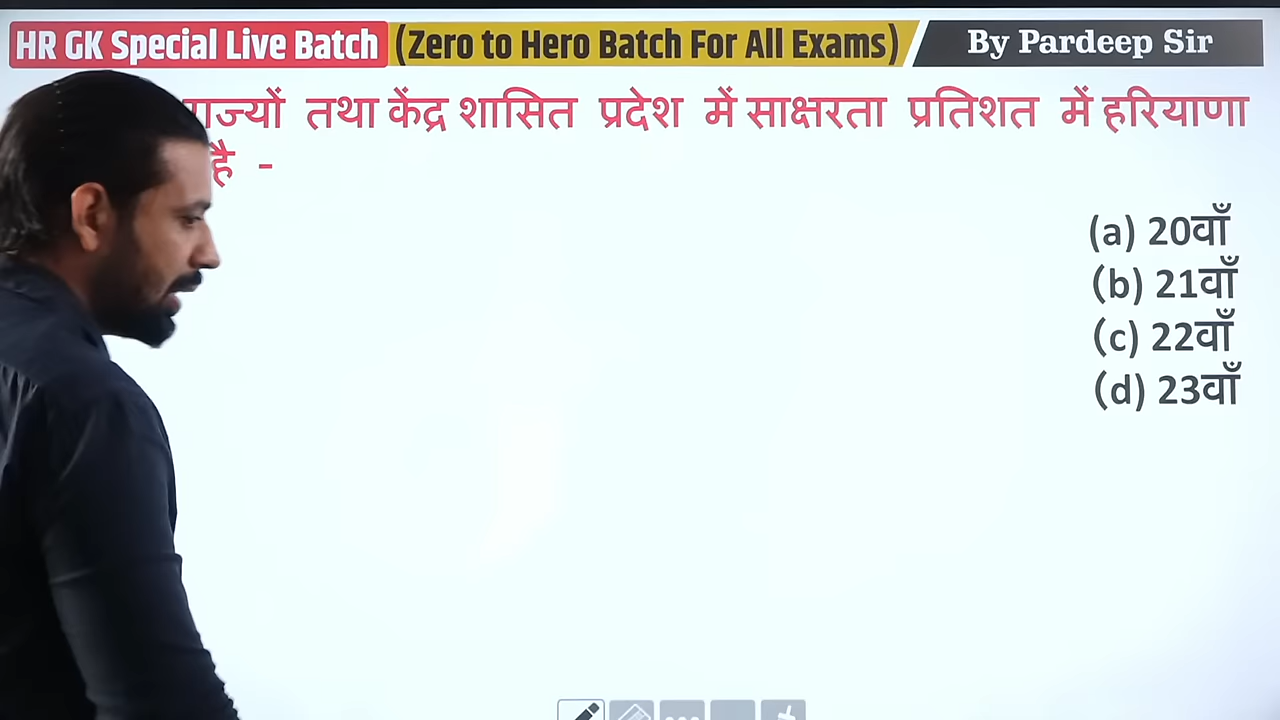 HR GK Special Live Batch (Zero to Hero Batch For All Exams) By Pardeep Sir
तथा केंद्र शासित प्रदेश में साक्षरता प्रतिशत में हरियाणा
है -
(a) 20वाँ
(b) 21वाँ
(c) 22वाँ
(d) 23वाँ